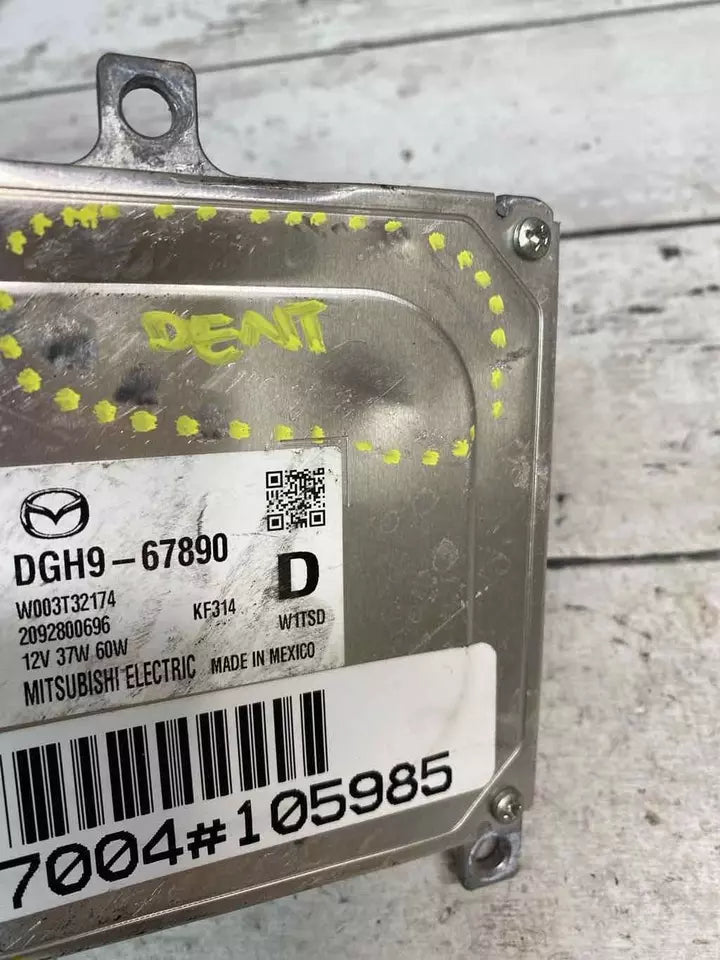 DENT
DGH9-67890
W003T32174 KF314 D
2092800696 W1TSD
12V 37W 60W
MITSUBISHI ELECTRIC MADE IN MEXICO
7004#105985